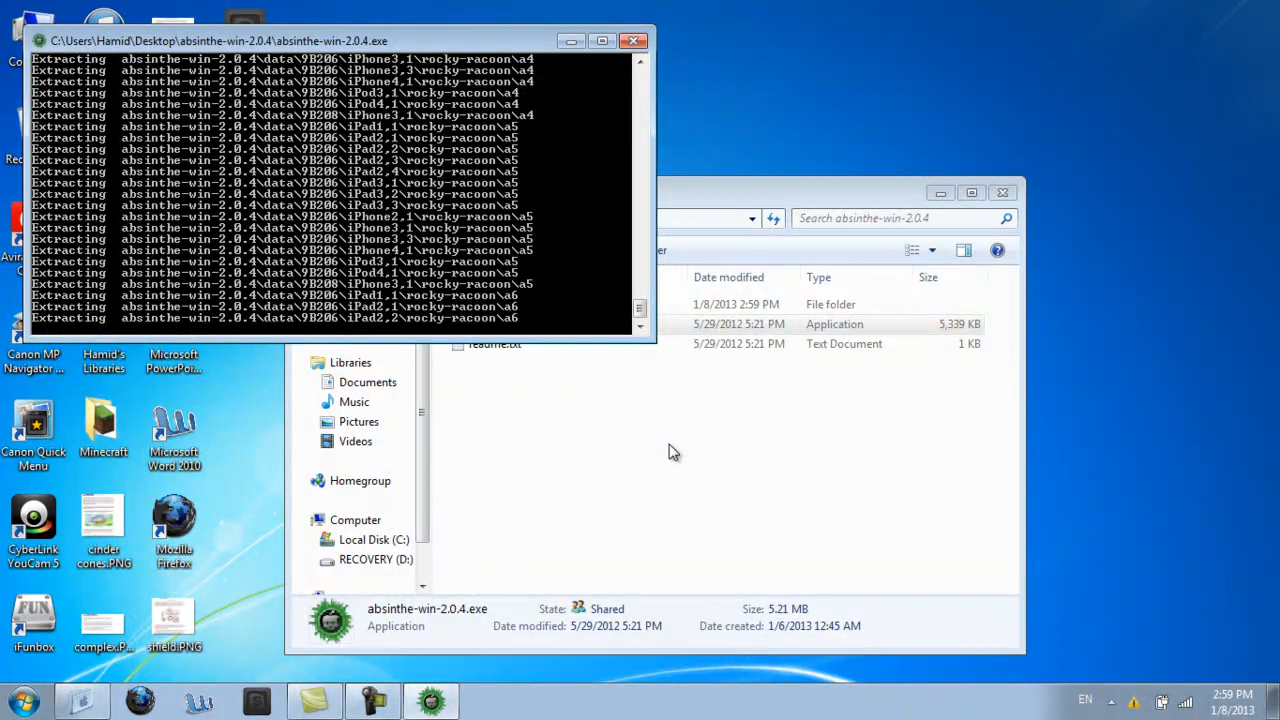 C:\Users\Hamid\Desktop\absinthe-win-2.0.4\absinthe-win-2.0.4.exe
Extracting absinthe-win-2.0.4\data\9B206\iPhone3,1\rocky-racoon\a4
Extracting absinthe-win-2.0.4\data\9B206\iPhone3,3\rocky-racoon\a4
Extracting absinthe-win-2.0.4\data\9B206\iPhone4,1\rocky-racoon\a4
Extracting absinthe-win-2.0.4\data\9B206\iPod3,1\rocky-racoon\a4
Extracting absinthe-win-2.0.4\data\9B206\iPod4,1\rocky-racoon\a4
Extracting absinthe-win-2.0.4\data\9B208\iPhone3,1\rocky-racoon\a4
Extracting absinthe-win-2.0.4\data\9B206\iPad1,1\rocky-racoon\a5
Extracting absinthe-win-2.0.4\data\9B206\iPad2,1\rocky-racoon\a5
Extracting absinthe-win-2.0.4\data\9B206\iPad2,2\rocky-racoon\a5
Extracting absinthe-win-2.0.4\data\9B206\iPad2,3\rocky-racoon\a5
Extracting absinthe-win-2.0.4\data\9B206\iPad2,4\rocky-racoon\a5
Extracting absinthe-win-2.0.4\data\9B206\iPad3,1\rocky-racoon\a5
Extracting absinthe-win-2.0.4\data\9B206\iPad3,2\rocky-racoon\a5
Extracting absinthe-win-2.0.4\data\9B206\iPad3,3\rocky-racoon\a5
Extracting absinthe-win-2.0.4\data\9B206\iPhone2,1\rocky-racoon\a5
Extracting absinthe-win-2.0.4\data\9B206\iPhone3,1\rocky-racoon\a5
Extracting absinthe-win-2.0.4\data\9B206\iPhone3,3\rocky-racoon\a5
Extracting absinthe-win-2.0.4\data\9B206\iPhone4,1\rocky-racoon\a5
Extracting absinthe-win-2.0.4\data\9B206\iPod3,1\rocky-racoon\a5
Extracting absinthe-win-2.0.4\data\9B206\iPod4,1\rocky-racoon\a5
Extracting absinthe-win-2.0.4\data\9B208\iPhone3,1\rocky-racoon\a5
Extracting absinthe-win-2.0.4\data\9B206\iPad1,1\rocky-racoon\a6
Extracting absinthe-win-2.0.4\data\9B206\iPad2,1\rocky-racoon\a6
Extracting absinthe-win-2.0.4\data\9B206\iPad2,2\rocky-racoon\a6
Search absinthe-win-2.0.4
Date modified Type Size
1/8/2013 2:59 PM File folder
5/29/2012 5:21 PM Application 5,339 KB
readme.txt 5/29/2012 5:21 PM Text Document 1 KB
Libraries
Documents
Music
Pictures
Videos
Homegroup
Computer
Local Disk (C:)
RECOVERY (D:)
absinthe-win-2.0.4.exe State: Shared Size: 5.21 MB
Application Date modified: 5/29/2012 5:21 PM Date created: 1/6/2013 12:45 AM
Canon MP
Navigator ...
Hamid's
Libraries
Microsoft
PowerPoi...
Canon Quick
Menu
Minecraft
Microsoft
Word 2010
CyberLink
YouCam 5
cinder
cones.PNG
Mozilla
Firefox
iFunbox
complex.P...
shield.PNG
EN
2:59 PM
1/8/2013